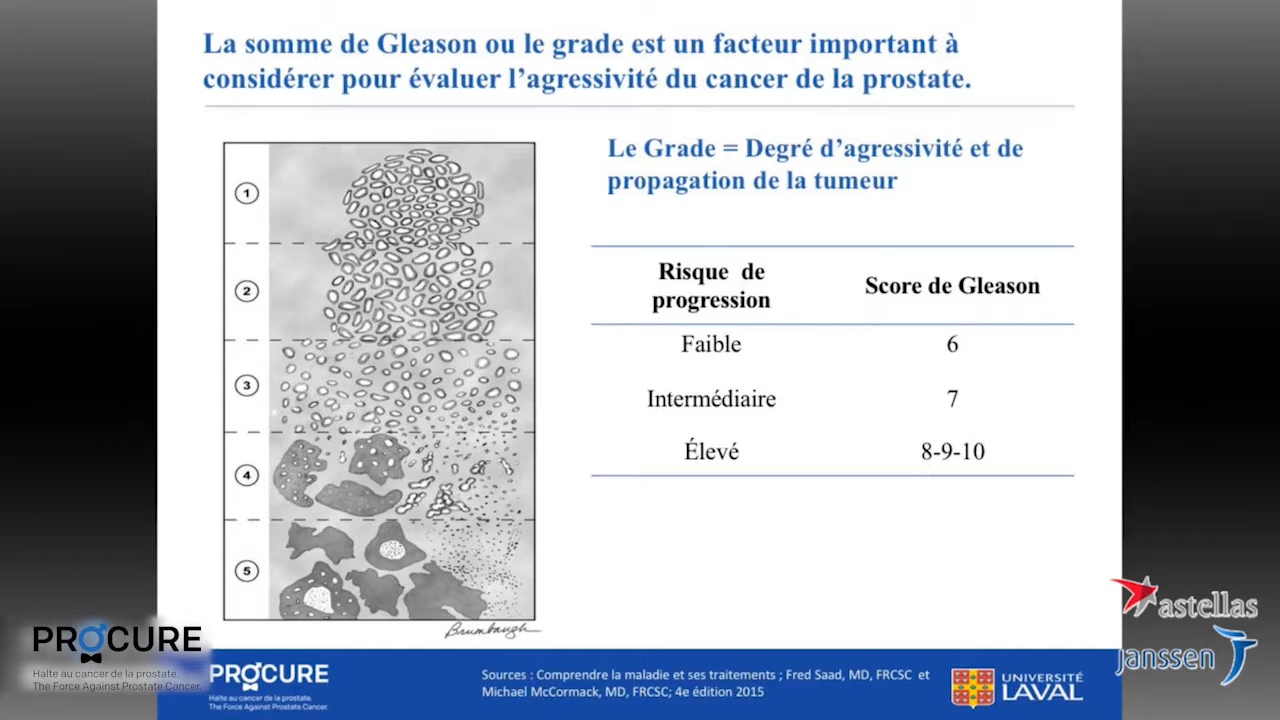 La somme de Gleason ou le grade est un facteur important à
considérer pour évaluer l'agressivité du cancer de la prostate.
1
2
3
4
5
Brumbaugh
Le Grade = Degré d'agressivité et de
propagation de la tumeur
Risque de
progression
Score de Gleason
Faible 6
Intermédiaire 7
Élevé 8-9-10
astellas
janssen
PROCURE
Halte au cancer de la prostate.
The Force Against Prostate Cancer.
PROCURE
Halte au cancer de la prostate.
The Force Against Prostate Cancer.
Sources : Comprendre la maladie et ses traitements ; Fred Saad, MD, FRCSC et
Michael McCormack, MD, FRCSC; 4e édition 2015
UNIVERSITÉ
LAVAL